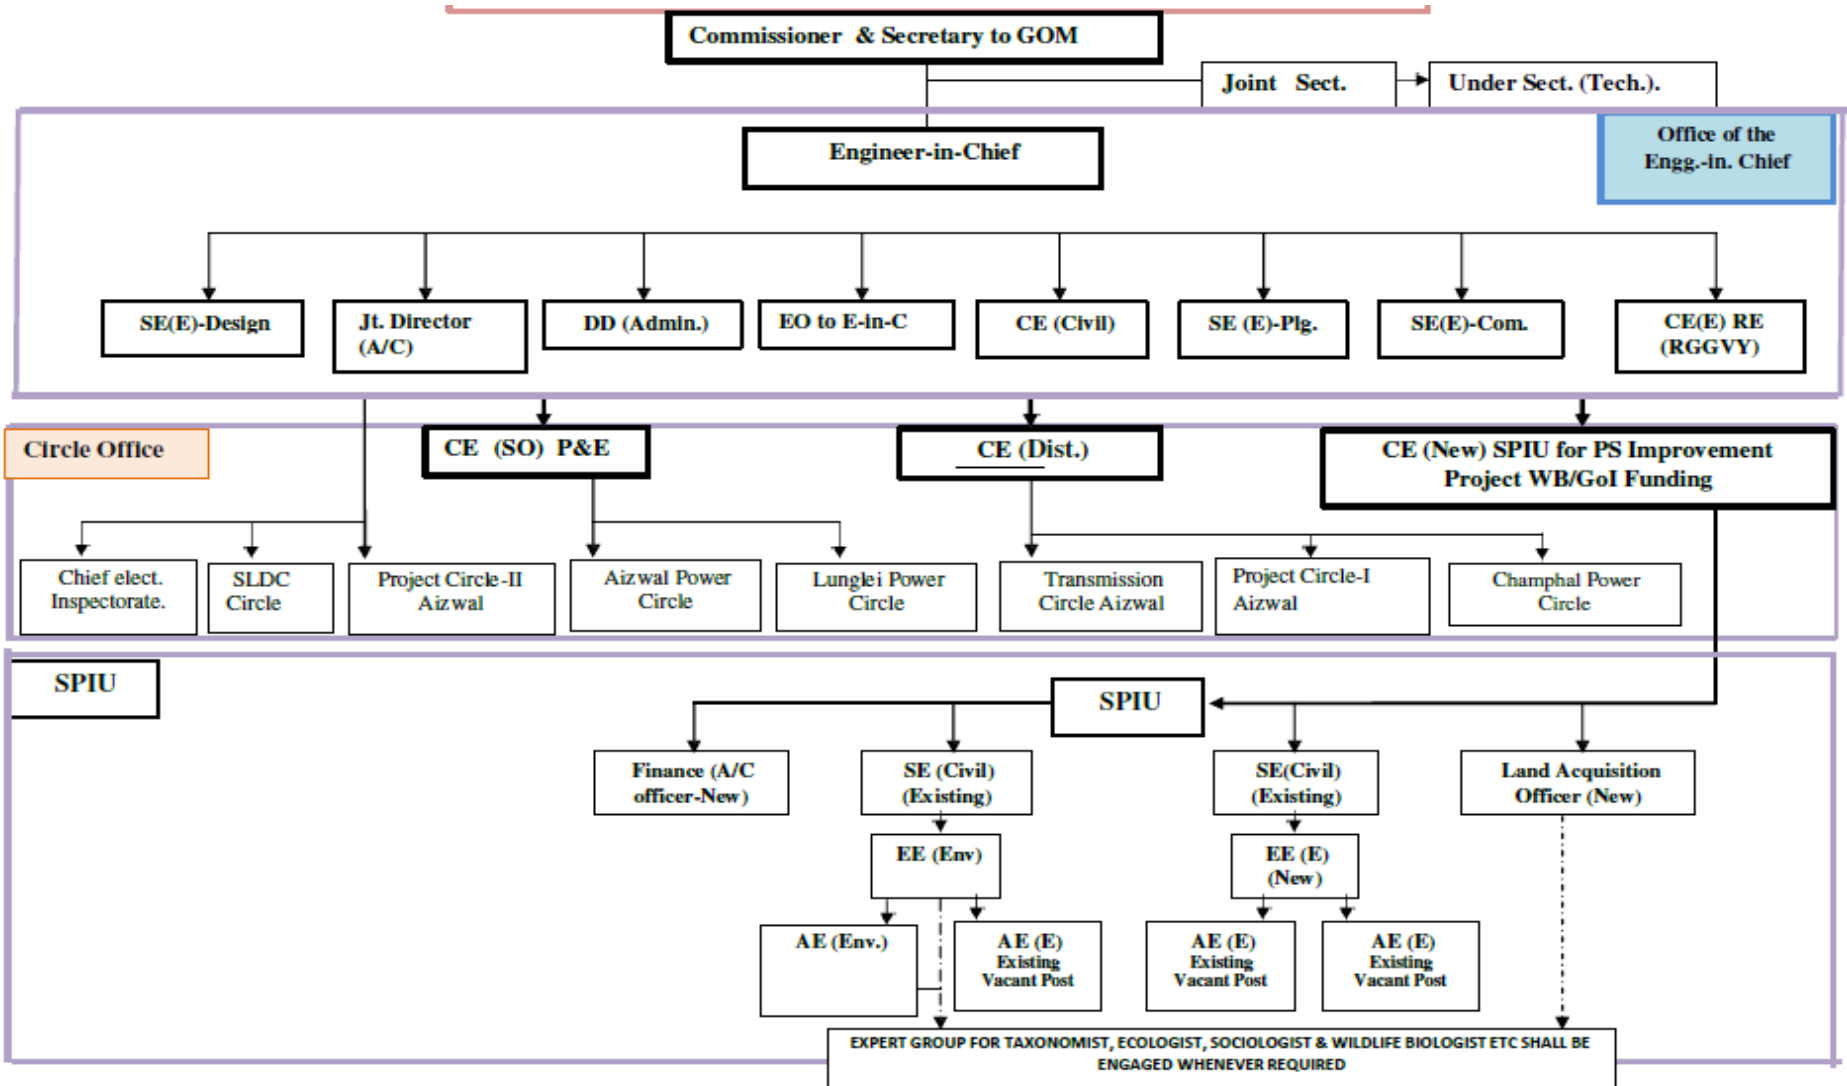 Commissioner & Secretary to GOM
Joint Sect.
Under Sect. (Tech.).
Office of the
Engg.-in. Chief
Engineer-in-Chief
SE(E)-Design
Jt. Director
(A/C)
DD (Admin.)
EO to E-in-C
CE (Civil)
SE (E)-Plg.
SE(E)-Com.
CE(E) RE
(RGGVY)
Circle Office
CE (SO) P&E
CE (Dist.)
CE (New) SPIU for PS Improvement
Project WB/GoI Funding
Chief elect.
Inspectorate.
SLDC
Circle
Project Circle-II
Aizwal
Aizwal Power
Circle
Lunglei Power
Circle
Transmission
Circle Aizwal
Project Circle-I
Aizwal
Champhal Power
Circle
SPIU
SPIU
Finance (A/C
officer-New)
SE (Civil)
(Existing)
SE(Civil)
(Existing)
Land Acquisition
Officer (New)
EE (Env)
EE (E)
(New)
AE (Env.)
AE (E)
Existing
Vacant Post
AE (E)
Existing
Vacant Post
AE (E)
Existing
Vacant Post
EXPERT GROUP FOR TAXONOMIST, ECOLOGIST, SOCIOLOGIST & WILDLIFE BIOLOGIST ETC SHALL BE
ENGAGED WHENEVER REQUIRED